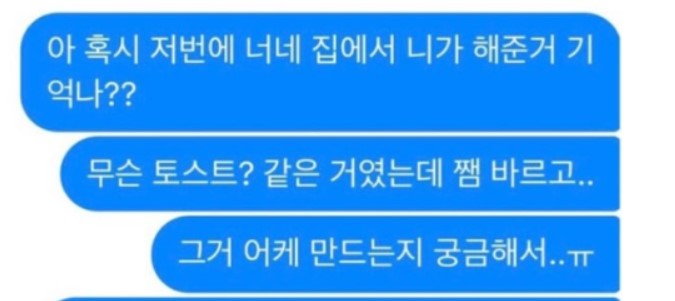 아 혹시 저번에 너네 집에서 니가 해준거 기
억나??
무슨 토스트? 같은 거였는데 쨈 바르고..
그거 어케 만드는지 궁금해서..ㅠ